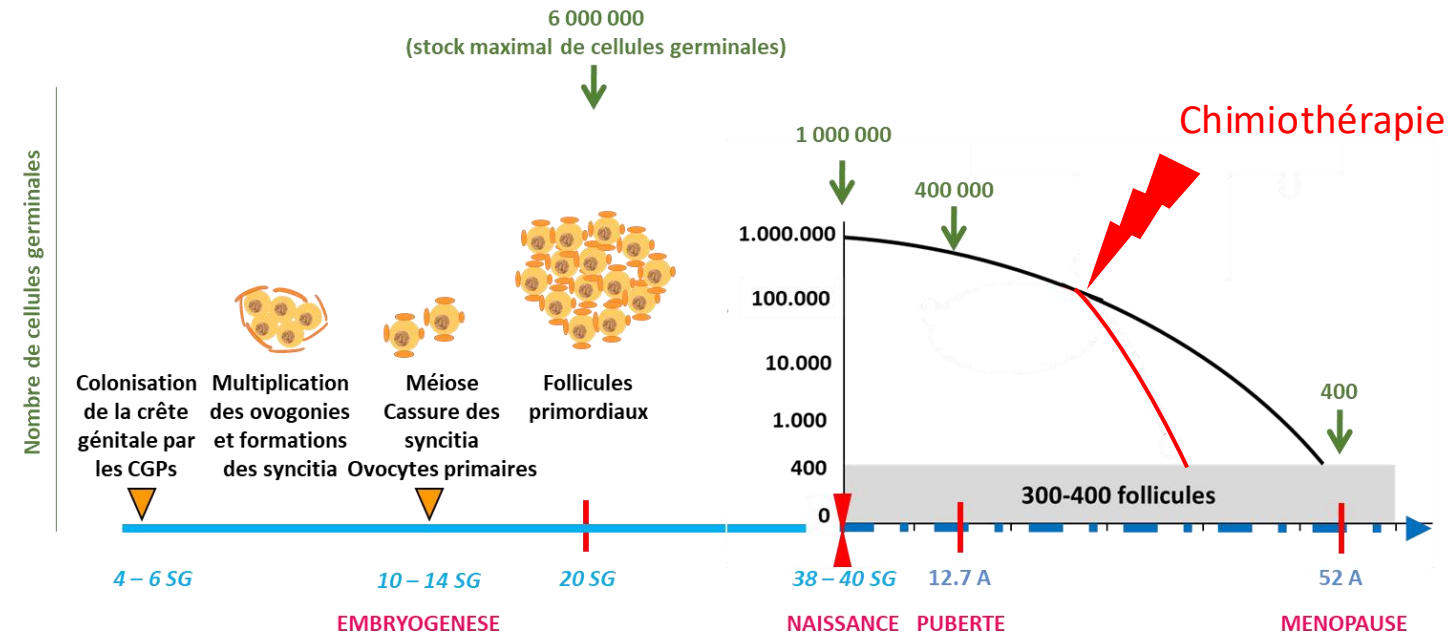 6 000 000
(stock maximal de cellules germinales)
Chimiothérapie
1 000 000
400 000
Nombre de cellules germinales
1.000.000
100.000
10.000
1.000
400
0
400
Colonisation
de la crête
génitale par
les CGPs
Multiplication
des ovogonies
et formations
des syncitia
Méiose
Cassure des
syncitia
Ovocytes primaires
Follicules
primordiaux
300-400 follicules
4 – 6 SG
10 – 14 SG
20 SG
38 – 40 SG
12.7 A
52 A
EMBRYOGENESE
NAISSANCE
PUBERTE
MENOPAUSE